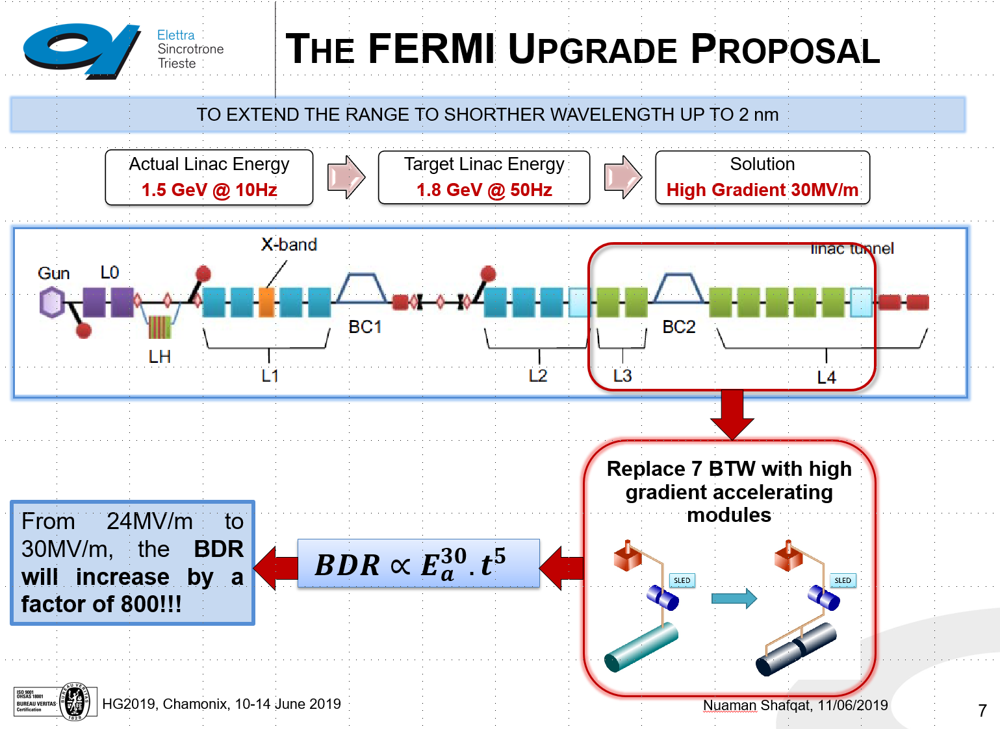 Elettra
Sincrotrone
Trieste
THE FERMI UPGRADE PROPOSAL
TO EXTEND THE RANGE TO SHORTHER WAVELENGTH UP TO 2 nm
Actual Linac Energy
1.5 GeV @ 10Hz
Target Linac Energy
1.8 GeV @ 50Hz
Solution
High Gradient 30MV/m
X-band
linac tunnel
Gun
L0
BC1
BC2
LH
L1
L2
L3
L4
Replace 7 BTW with high
gradient accelerating
modules
SLED
SLED
BDR ∝ E_a^30 . t^5
From 24MV/m to
30MV/m, the BDR
will increase by a
factor of 800!!!
ISO 9001
OHSAS 18001
BUREAU VERITAS
Certification
BUREAU VERITAS
1828
HG2019, Chamonix, 10-14 June 2019
Nuaman Shafqat, 11/06/2019
7